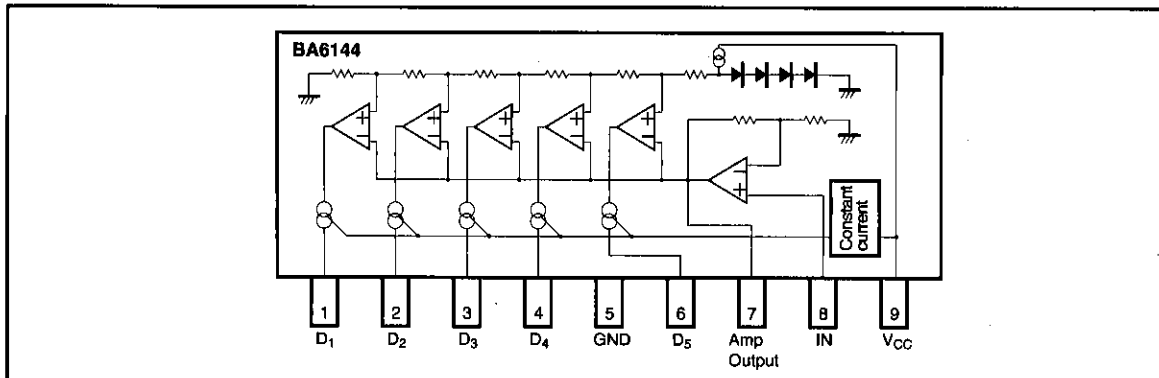 BA6144
Constant
current
1 2 3 4 5 6 7 8 9
D₁ D₂ D₃ D₄ GND D₅ Amp IN VCC
Output